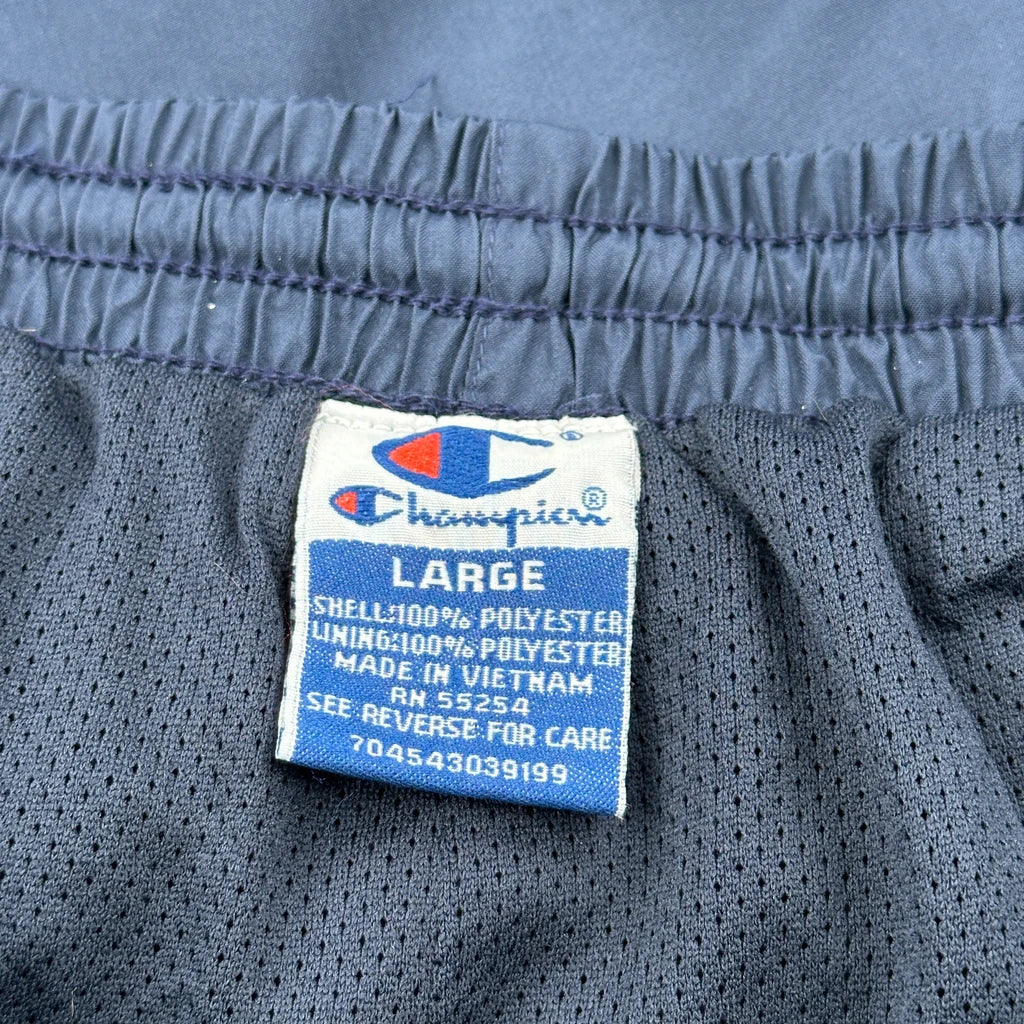 Champion®
LARGE
SHELL:100% POLYESTER
LINING:100% POLYESTER
MADE IN VIETNAM
RN 55254
SEE REVERSE FOR CARE
704543039199